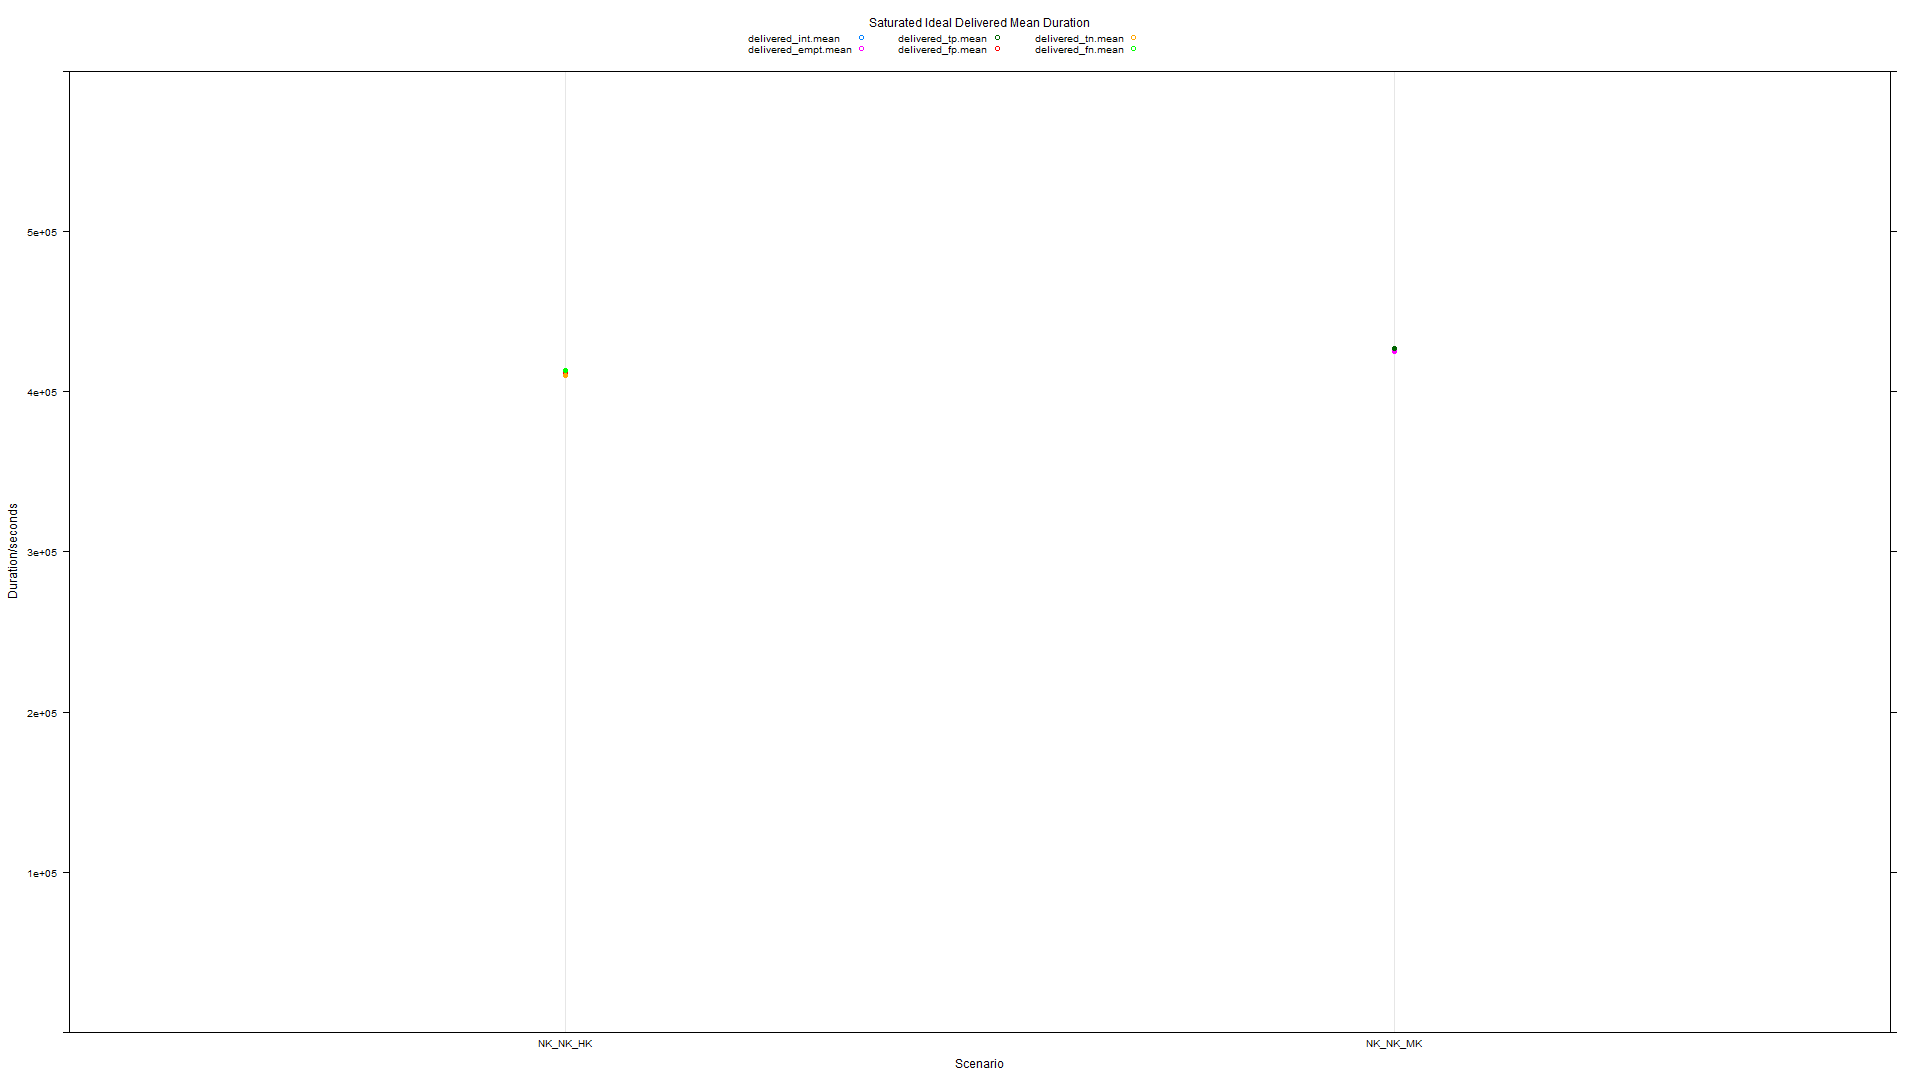 Saturated Ideal Delivered Mean Duration
delivered_int.mean delivered_tp.mean delivered_tn.mean
delivered_empt.mean delivered_fp.mean delivered_fn.mean
5e+05
4e+05
3e+05
2e+05
1e+05
Duration/seconds
NK_NK_HK NK_NK_MK
Scenario